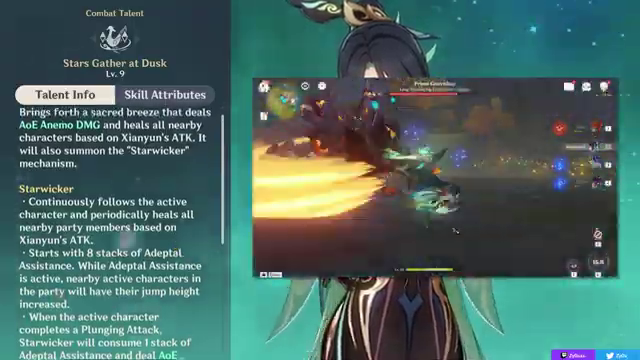 Combat Talent
Stars Gather at Dusk
Lv. 9
Talent Info
Skill Attributes
Brings forth a sacred breeze that deals
AoE Anemo DMG and heals all nearby
characters based on Xianyun's ATK. It
will also summon the "Starwicker"
mechanism.
Starwicker
· Continuously follows the active
character and periodically heals all
nearby party members based on
Xianyun's ATK.
· Starts with 8 stacks of Adeptal
Assistance. While Adeptal Assistance
is active, nearby active characters in
the party will have their jump height
increased.
· When the active character
completes a Plunging Attack,
Starwicker will consume 1 stack of
Adeptal Assistance and deal AoE